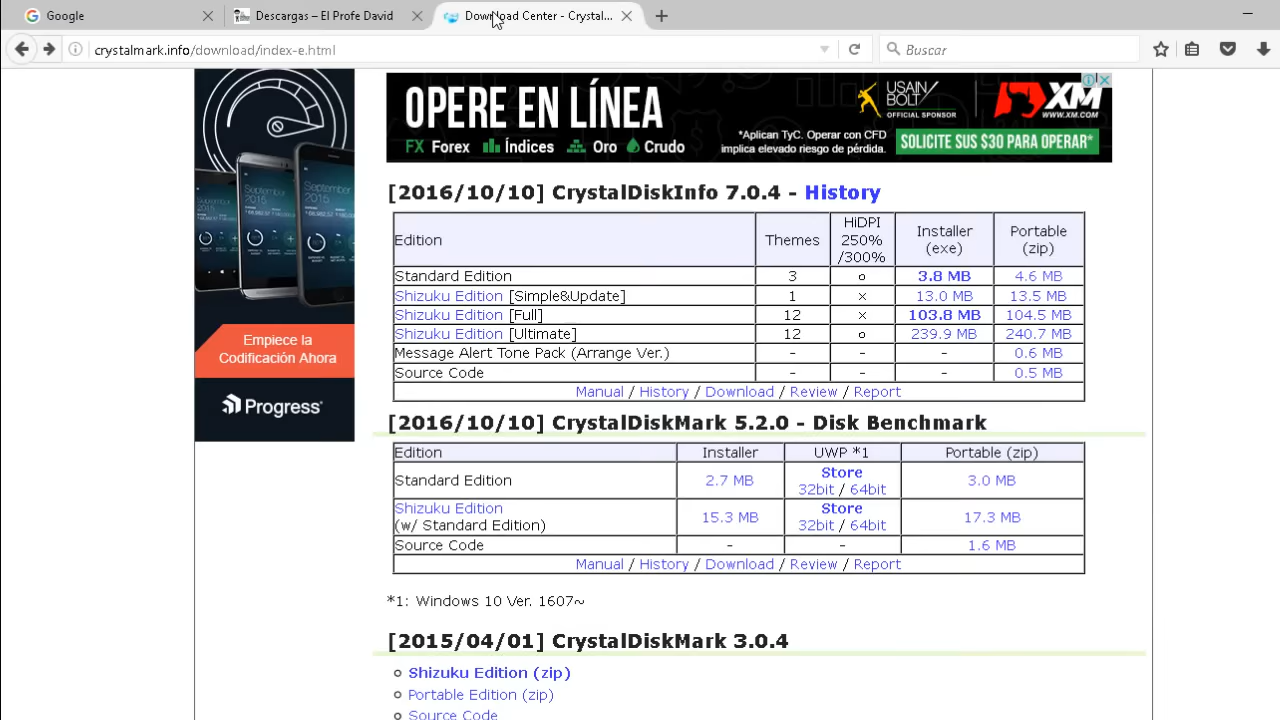 Google
Descargas – El Profe David
Download Center - Crystal...
crystalmark.info/download/index-e.html
Buscar
OPERE EN LÍNEA
FX Forex Índices Oro Crudo
USAIN
BOLT
OFFICIAL SPONSOR
XM
WWW.XM.COM
*Aplican TyC. Operar con CFD
implica elevado riesgo de
pérdida.
SOLICITE SUS $30 PARA OPERAR*
September
2015
September
2015
September
2015
Empiece la
Codificación Ahora
Progress
[2016/10/10] CrystalDiskInfo 7.0.4 - History
Edition Themes HiDPI 250% /300% Installer (exe) Portable (zip)
Standard Edition 3 o 3.8 MB 4.6 MB
Shizuku Edition [Simple&Update] 1 x 13.0 MB 13.5 MB
Shizuku Edition [Full] 12 x 103.8 MB 104.5 MB
Shizuku Edition [Ultimate] 12 o 239.9 MB 240.7 MB
Message Alert Tone Pack (Arrange Ver.) - - - 0.6 MB
Source Code - - - 0.5 MB
Manual / History / Download / Review / Report
[2016/10/10] CrystalDiskMark 5.2.0 - Disk Benchmark
Edition Installer UWP *1 Portable (zip)
Standard Edition 2.7 MB Store 32bit / 64bit 3.0 MB
Shizuku Edition (w/ Standard Edition) 15.3 MB Store 32bit / 64bit 17.3 MB
Source Code - - 1.6 MB
Manual / History / Download / Review / Report
*1: Windows 10 Ver. 1607~
[2015/04/01] CrystalDiskMark 3.0.4
Shizuku Edition (zip)
Portable Edition (zip)
Source Code